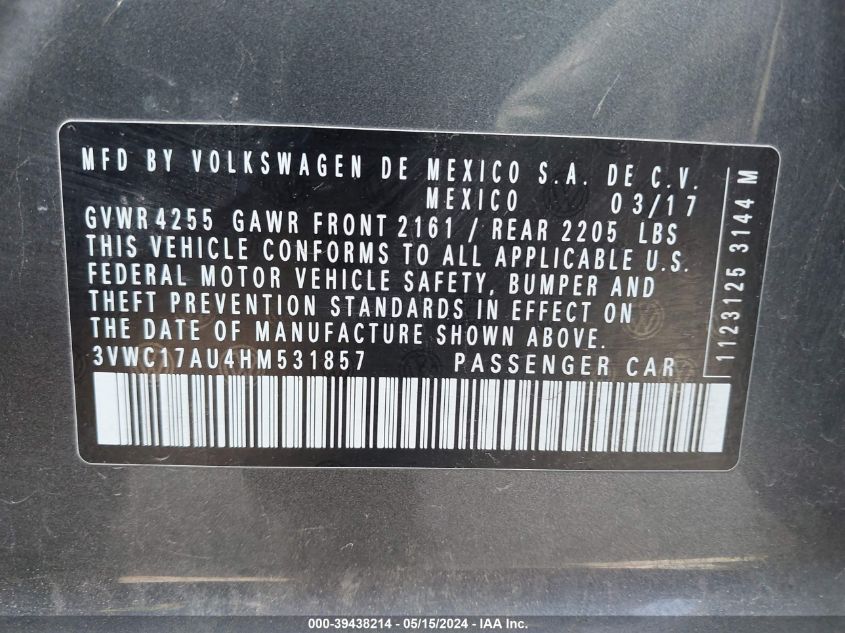 MFD BY VOLKSWAGEN DE MEXICO S.A. DE C.V.
MEXICO 03/17
GVWR 4255 GAWR FRONT 2161 / REAR 2205 LBS
THIS VEHICLE CONFORMS TO ALL APPLICABLE U.S.
FEDERAL MOTOR VEHICLE SAFETY, BUMPER AND
THEFT PREVENTION STANDARDS IN EFFECT ON
THE DATE OF MANUFACTURE SHOWN ABOVE.
3VWC17AU4HM531857 PASSENGER CAR
1123125 3144 M
000-39438214 - 05/15/2024 - IAA Inc.